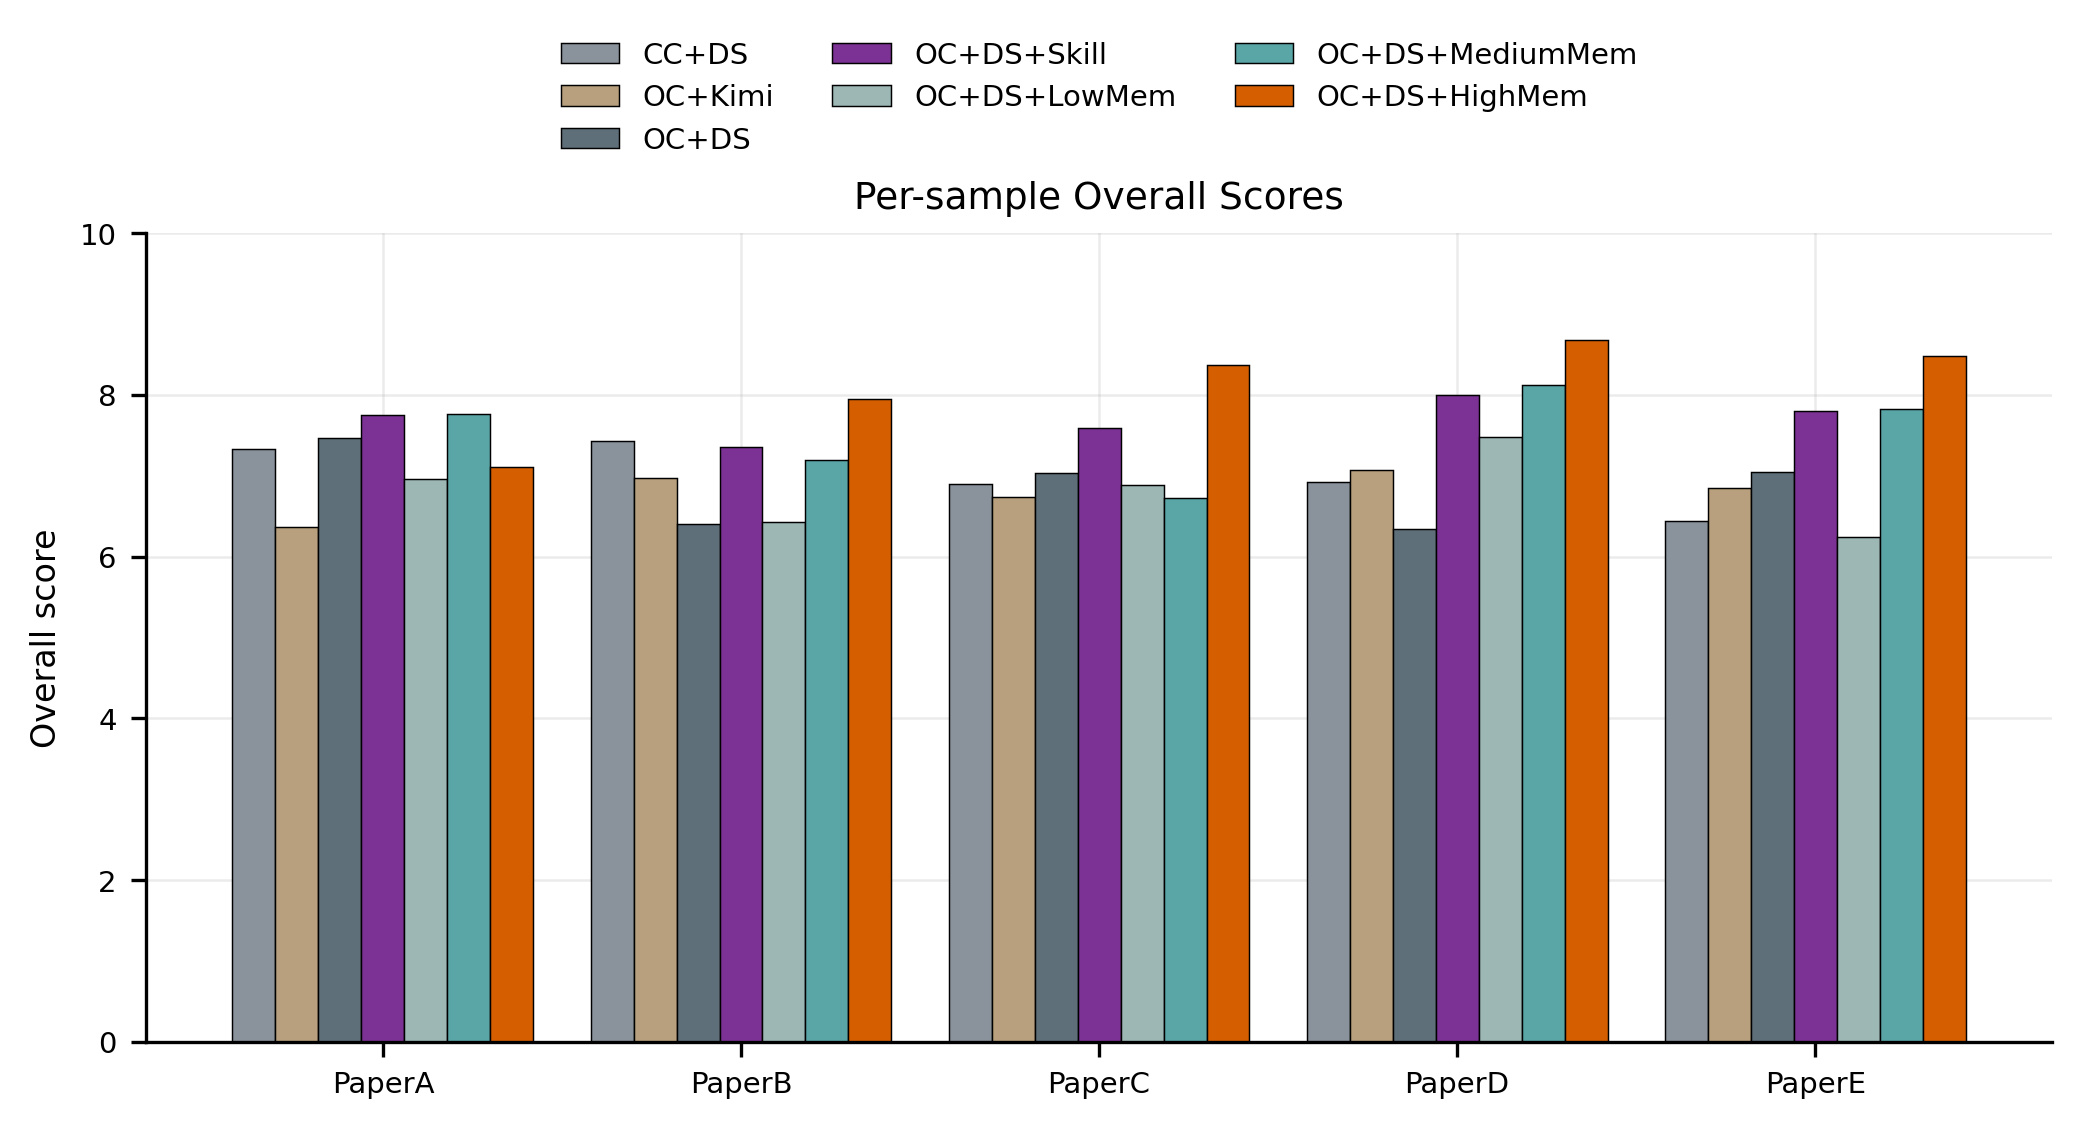 CC+DS
OC+Kimi
OC+DS
OC+DS+Skill
OC+DS+LowMem
OC+DS+MediumMem
OC+DS+HighMem
Per-sample Overall Scores
Overall score
10
8
6
4
2
0
PaperA
PaperB
PaperC
PaperD
PaperE